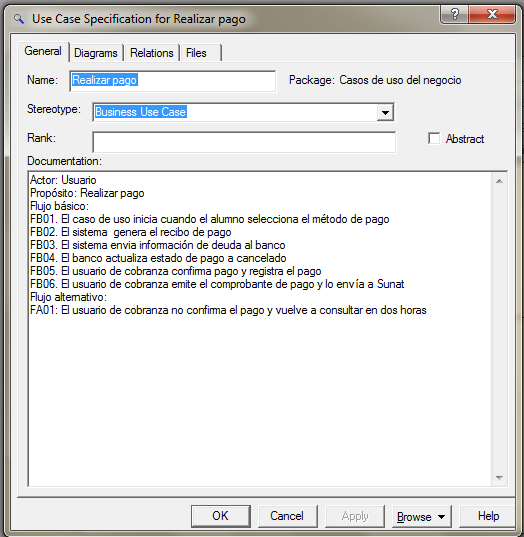 Use Case Specification for Realizar pago
General Diagrams Relations Files
Name: Realizar pago Package: Casos de uso del negocio
Stereotype: Business Use Case
Rank: Abstract
Documentation:
Actor: Usuario
Propósito: Realizar pago
Flujo básico:
FB01. El caso de uso inicia cuando el alumno selecciona el método de pago
FB02. El sistema  genera el recibo de pago
FB03. El sistema envia información de deuda al banco
FB04. El banco actualiza estado de pago a cancelado
FB05. El usuario de cobranza confirma pago y registra el pago
FB06. El usuario de cobranza emite el comprobante de pago y lo envía a Sunat
Flujo alternativo:
FA01: El usuario de cobranza no confirma el pago y vuelve a consultar en dos horas
OK Cancel Apply Browse Help